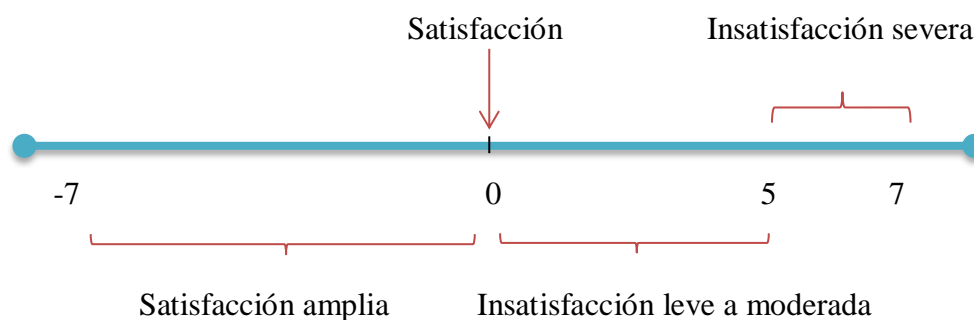 Satisfacción Insatisfacción severa
-7 0 5 7
Satisfacción amplia Insatisfacción leve a moderada